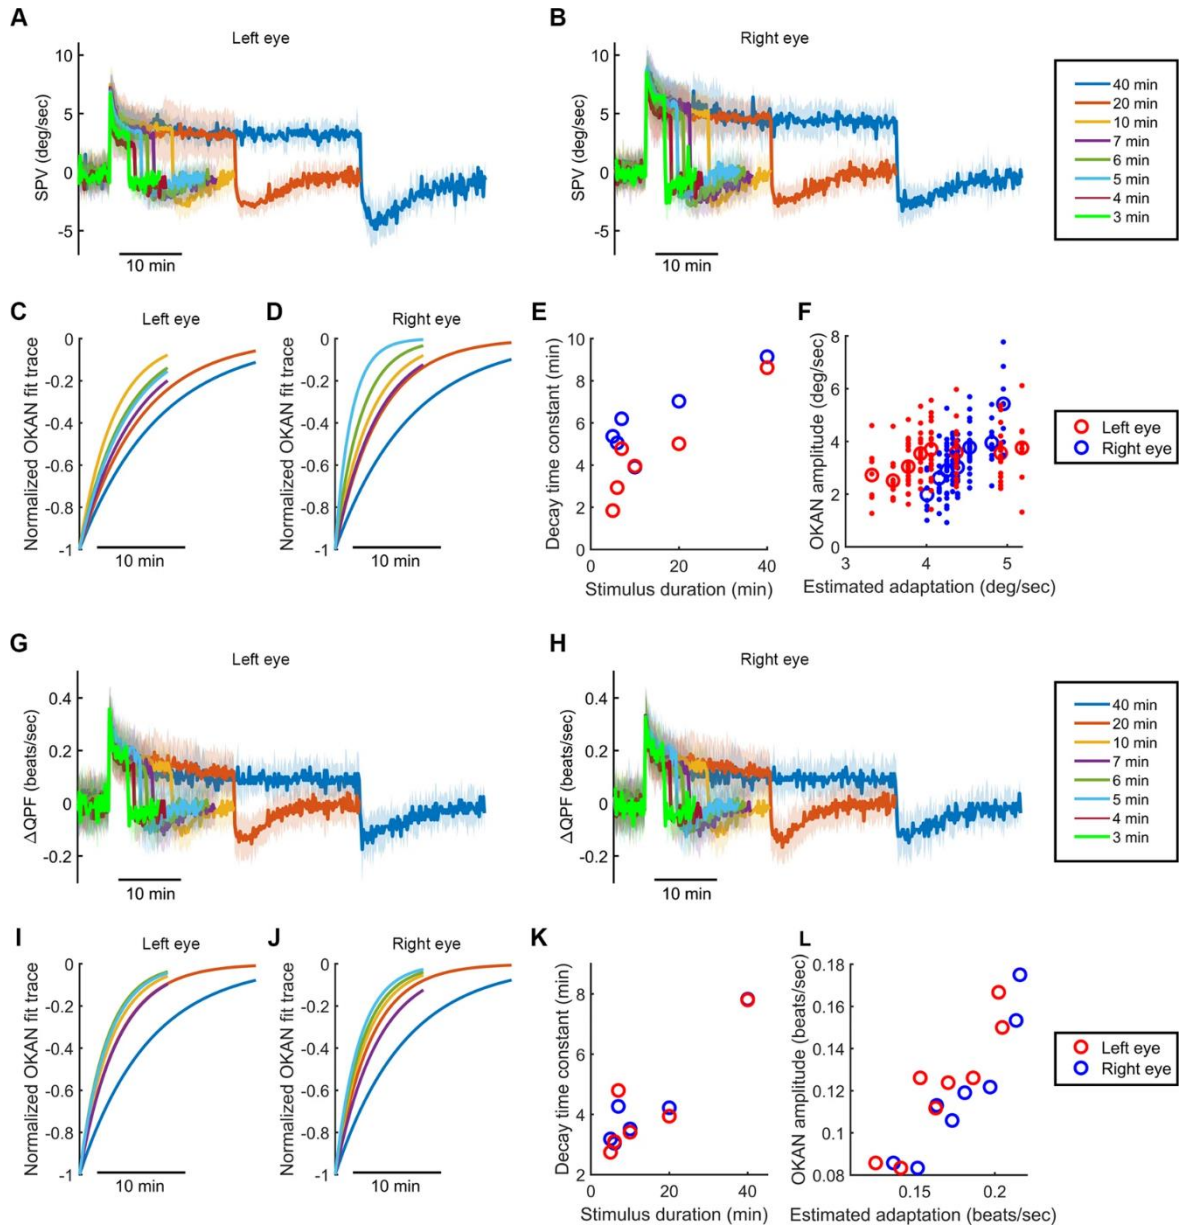 A
Left eye
SPV (deg/sec)
10
5
0
-5
10 min
B
Right eye
SPV (deg/sec)
10
5
0
-5
10 min
40 min
20 min
10 min
7 min
6 min
5 min
4 min
3 min
C
Left eye
Normalized OKAN fit trace
0
-0.2
-0.4
-0.6
-0.8
-1
10 min
D
Right eye
Normalized OKAN fit trace
0
-0.2
-0.4
-0.6
-0.8
-1
10 min
E
Decay time constant (min)
10
8
6
4
2
0
0 20 40
Stimulus duration (min)
F
OKAN amplitude (deg/sec)
8
6
4
2
0
3 4 5
Estimated adaptation (deg/sec)
Left eye
Right eye
G
Left eye
ΔQPF (beats/sec)
0.4
0.2
0
-0.2
10 min
H
Right eye
ΔQPF (beats/sec)
0.4
0.2
0
-0.2
10 min
40 min
20 min
10 min
7 min
6 min
5 min
4 min
3 min
I
Left eye
Normalized OKAN fit trace
0
-0.2
-0.4
-0.6
-0.8
-1
10 min
J
Right eye
Normalized OKAN fit trace
0
-0.2
-0.4
-0.6
-0.8
-1
10 min
K
Decay time constant (min)
8
6
4
2
0 20 40
Stimulus duration (min)
L
OKAN amplitude (beats/sec)
0.18
0.16
0.14
0.12
0.1
0.08
0.15 0.2
Estimated adaptation (beats/sec)
Left eye
Right eye